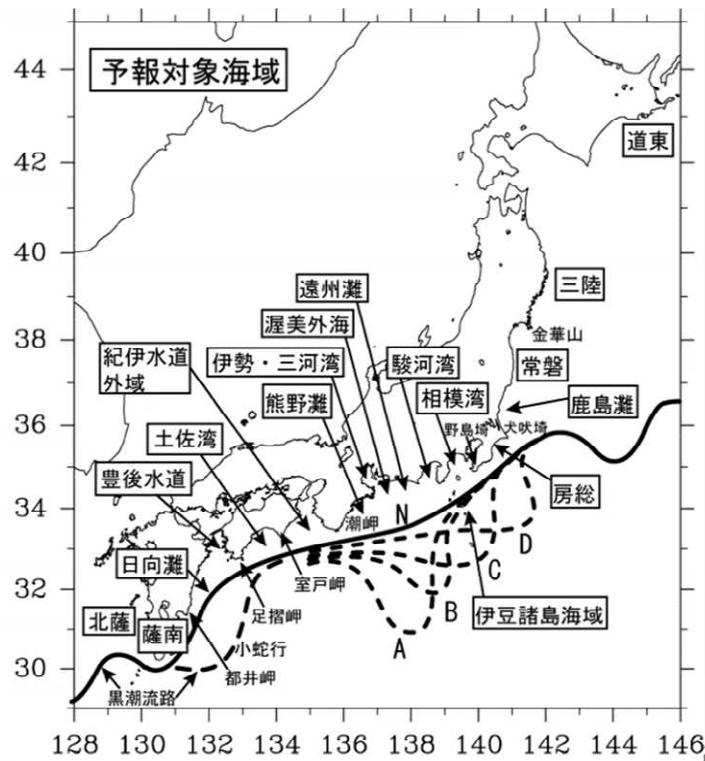 予報対象海域
道東
三陸
金華山
遠州灘
渥美外海
伊勢・三河湾
駿河湾
常磐
紀伊水道
外域
熊野灘
相模湾
鹿島灘
野島埼
犬吠埼
土佐湾
豊後水道
房総
潮岬
N
D
C
B
A
日向灘
室戸岬
足摺岬
伊豆諸島海域
北薩
薩南
小蛇行
都井岬
黒潮流路
44
42
40
38
36
34
32
30
128 130 132 134 136 138 140 142 144 146